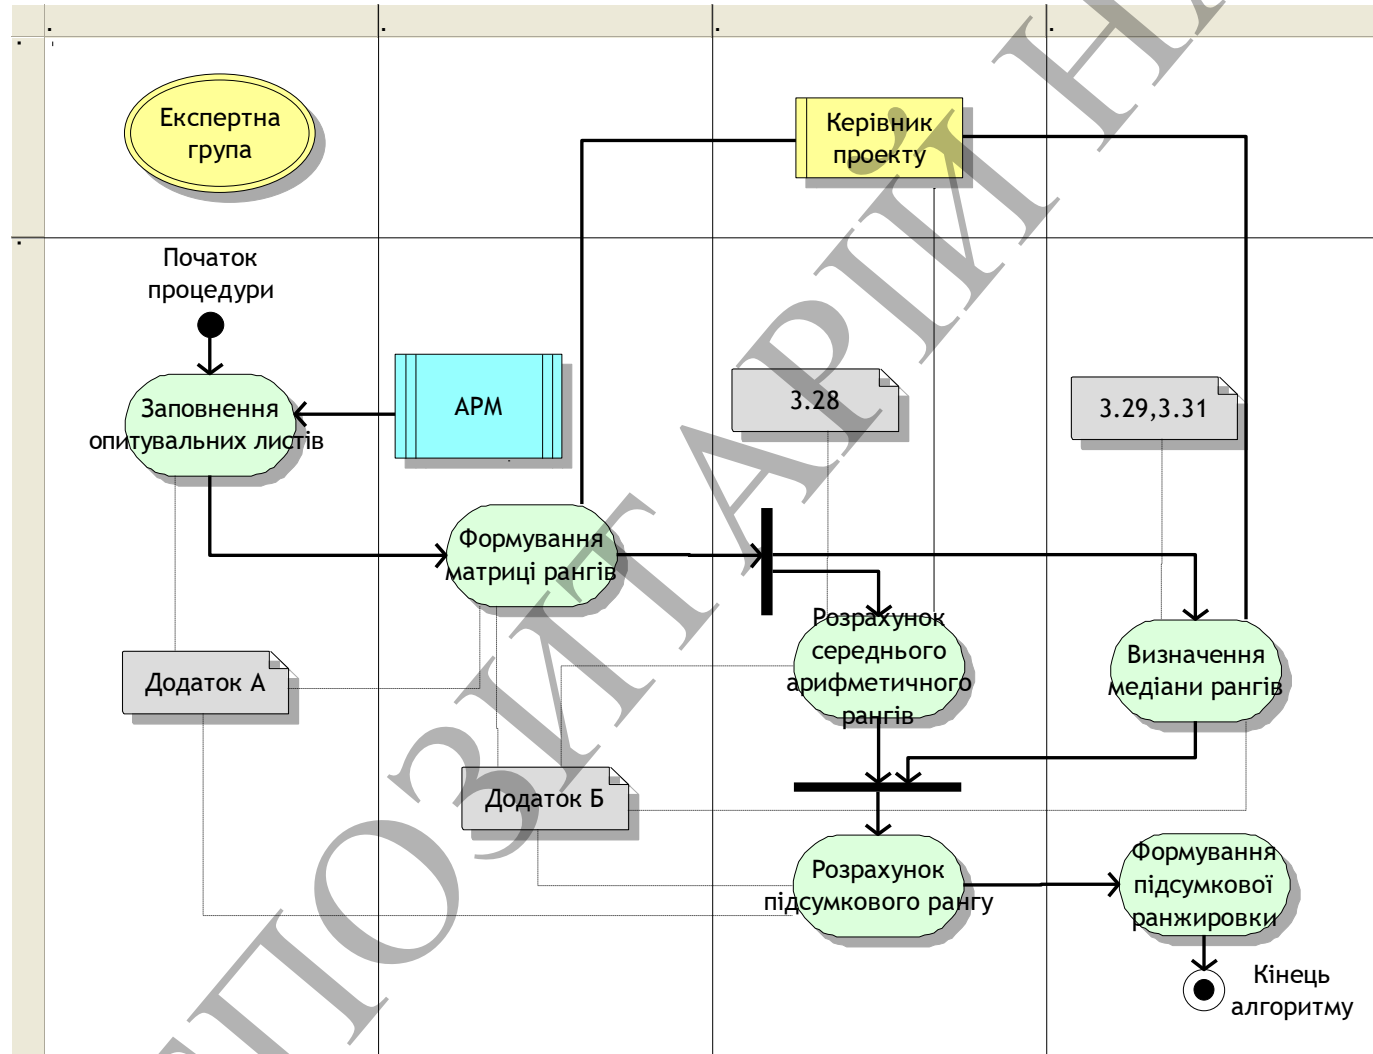 Експертна
група
Керівник
проекту
Початок
процедури
Заповнення
опитувальних листів
АРМ
3.28
3.29,3.31
Формування
матриці рангів
Розрахунок
середнього
арифметичного
рангів
Визначення
медіани рангів
Додаток А
Додаток Б
Розрахунок
підсумкового рангу
Формування
підсумкової
ранжировки
Кінець
алгоритму
ПОЗИТАРІЙ Н